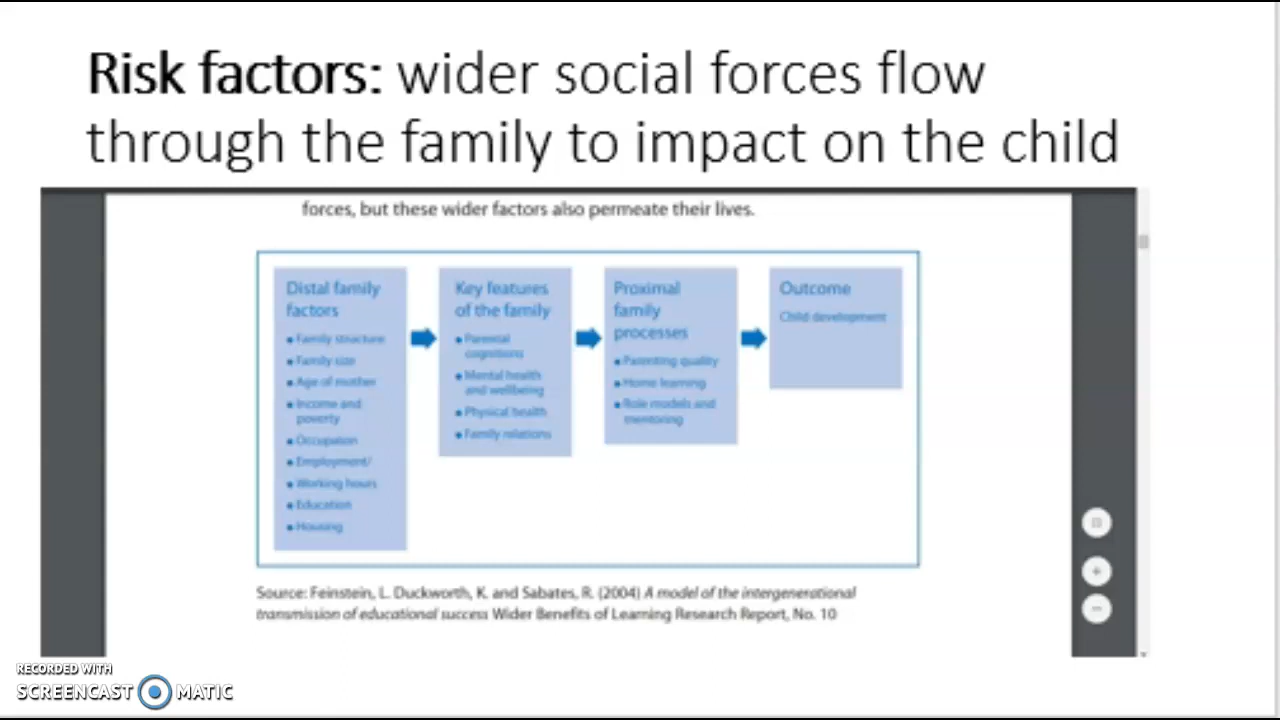 Risk factors: wider social forces flow
through the family to impact on the child
forces, but these wider factors also permeate their lives.
Distal family
factors
• Family structure
• Family size
• Age of mother
• Income and
poverty
• Occupation
• Employment/
• Working hours
• Education
• Housing
Key features
of the family
• Parental
cognitions
• Mental health
and wellbeing
• Physical health
• Family relations
Proximal
family
processes
• Parenting quality
• Home learning
• Role models and
mentoring
Outcome
Child development
Source: Feinstein, L. Duckworth, K. and Sabates, R. (2004) A model of the intergenerational
transmission of educational success Wider Benefits of Learning Research Report, No. 10
RECORDED WITH
SCREENCAST MATIC